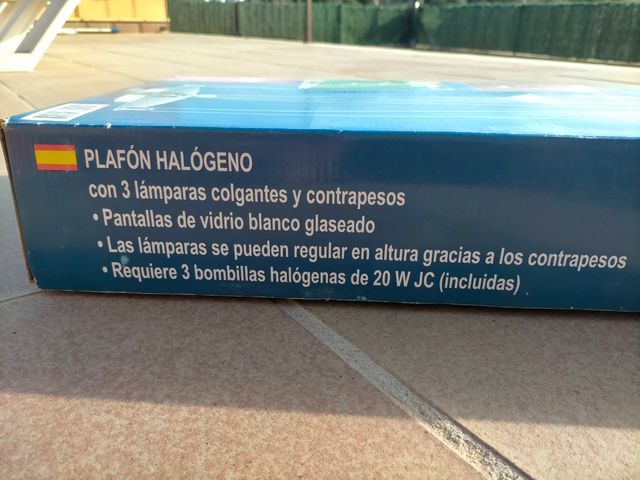 PLAFÓN HALÓGENO
con 3 lámparas colgantes y contrapesos
• Pantallas de vidrio blanco glaseado
• Las lámparas se pueden regular en altura gracias a los contrapesos
• Requiere 3 bombillas halógenas de 20 W JC (incluidas)